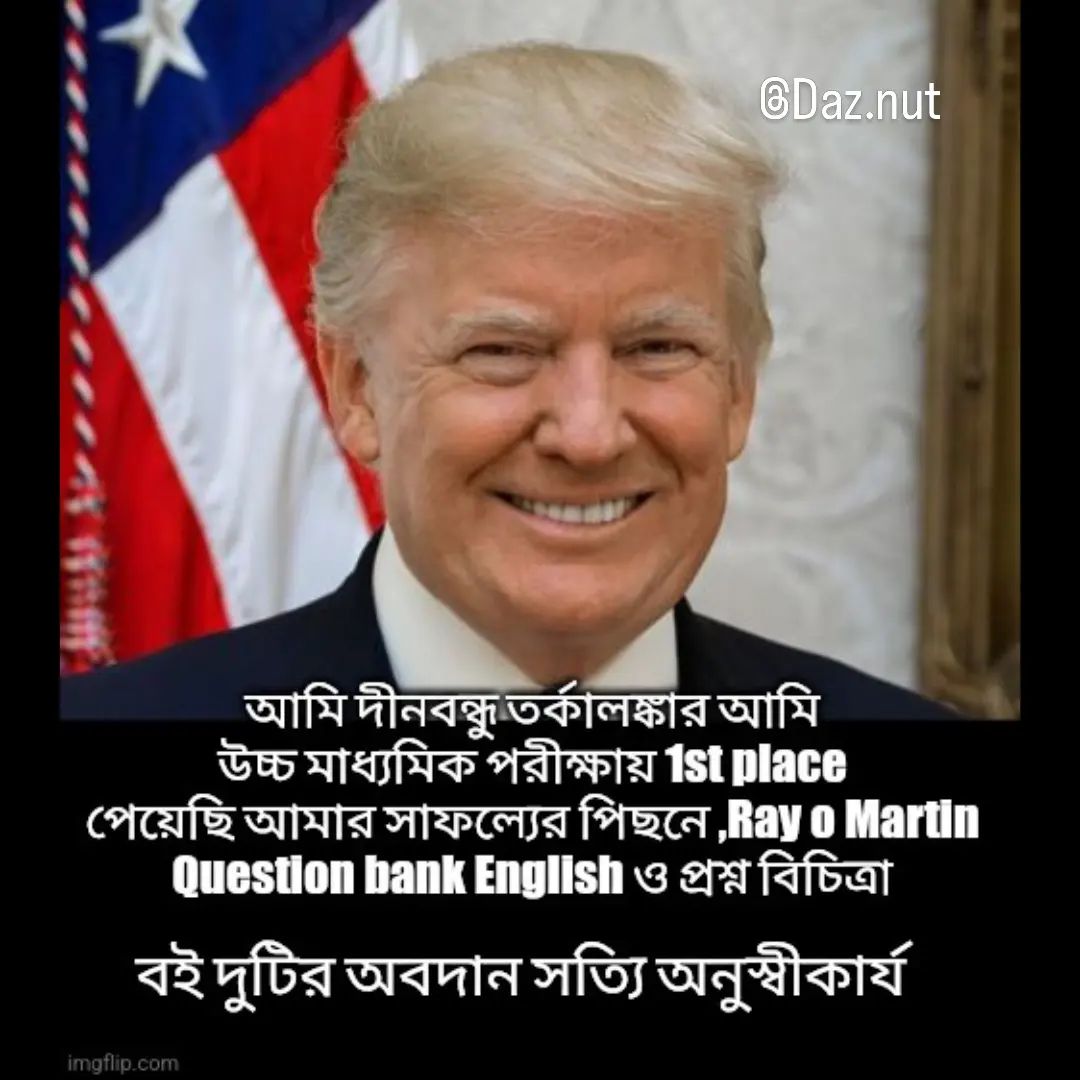 @Daz.nut
আমি দীনবন্ধু তর্কালঙ্কার আমি
উচ্চ মাধ্যমিক পরীক্ষায় 1st place
পেয়েছি আমার সাফল্যের পিছনে ,Ray o Martin
Question bank English ও প্রশ্ন বিচিত্রা
বই দুটির অবদান সত্যি অনুস্বীকার্য
imgflip.com